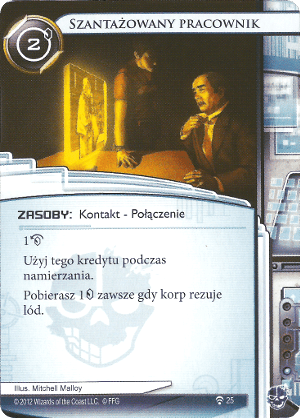 Szantażowany pracownik
2
ZASOBY: Kontakt - Połączenie
1
Użyj tego kredytu podczas
namierzania.
Pobierasz 1 zawsze gdy korp rezuje
lód.
Illus. Mitchell Malloy
© 2012 Wizards of the Coast LLC. © FFG
25